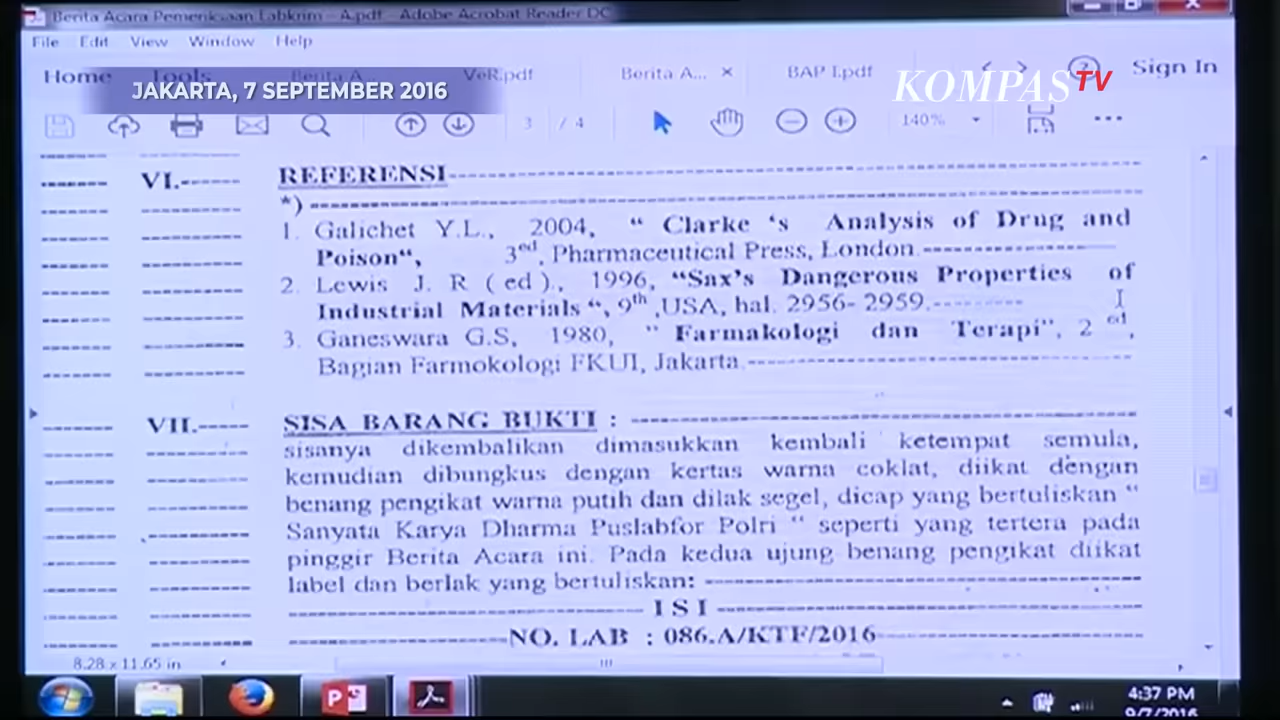 Berita Acara Pemeriksaan Labkrim - A.pdf - Adobe Acrobat Reader DC
File Edit View Window Help
Home Tools Berita A... VeR.pdf Berita A... × BAP I.pdf Sign In
JAKARTA, 7 SEPTEMBER 2016
KOMPAS TV
3 / 4 140%
VI.------ REFERENSI
*)
1. Galichet Y.L., 2004, “ Clarke ‘s Analysis of Drug and
Poison“, 3ed, Pharmaceutical Press, London.
2. Lewis J. R ( ed )., 1996, “Sax’s Dangerous Properties of
Industrial Materials “, 9th ,USA, hal. 2956- 2959.
3. Ganeswara G.S, 1980, “ Farmakologi dan Terapi“, 2 ed,
Bagian Farmokologi FKUI, Jakarta.
VII.----- SISA BARANG BUKTI :
sisanya dikembalikan dimasukkan kembali ketempat semula,
kemudian dibungkus dengan kertas warna coklat, diikat dengan
benang pengikat warna putih dan dilak segel, dicap yang bertuliskan “
Sanyata Karya Dharma Puslabfor Polri “ seperti yang tertera pada
pinggir Berita Acara ini. Pada kedua ujung benang pengikat diikat
label dan berlak yang bertuliskan:
I S I
NO. LAB : 086.A/KTF/2016
8.28 x 11.65 in
4:37 PM
9/7/2016